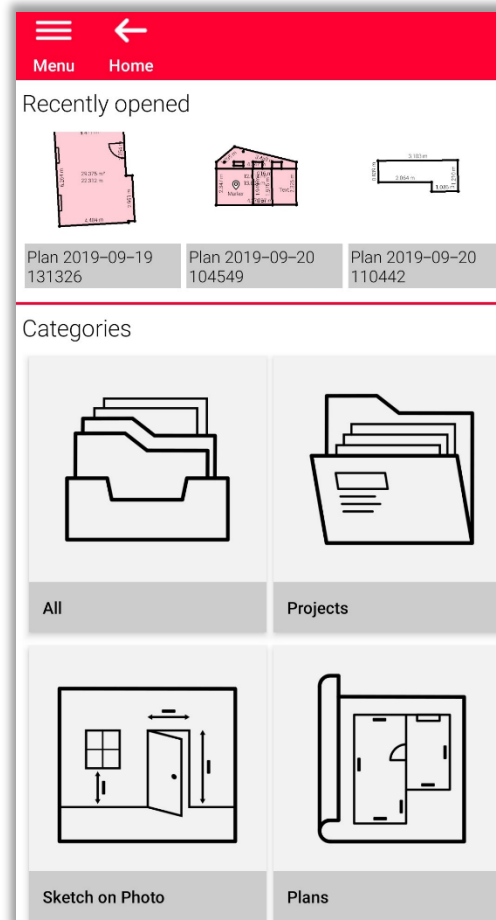 Menu Home
Recently opened
Plan 2019–09–19
131326
Plan 2019–09–20
104549
Plan 2019–09–20
110442
Categories
All
Projects
Sketch on Photo
Plans